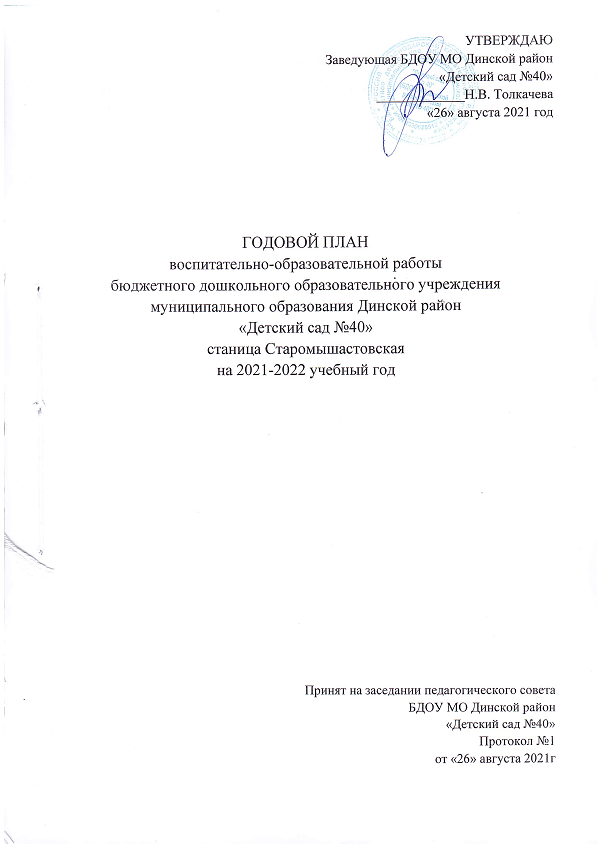 УТВЕРЖДАЮ
Заведующая БДОУ МО Динской район
«Детский сад №40»
____________Н.В. Толкачева
«26» августа 2021 год
ГОДОВОЙ ПЛАН
воспитательно-образовательной работы
бюджетного дошкольного образовательного учреждения
муниципального образования Динской район
«Детский сад №40»
станица Старомышастовская
на 2021-2022 учебный год
Принят на заседании педагогического совета
БДОУ МО Динской район
«Детский сад №40»
Протокол №1
от «26» августа 2021г